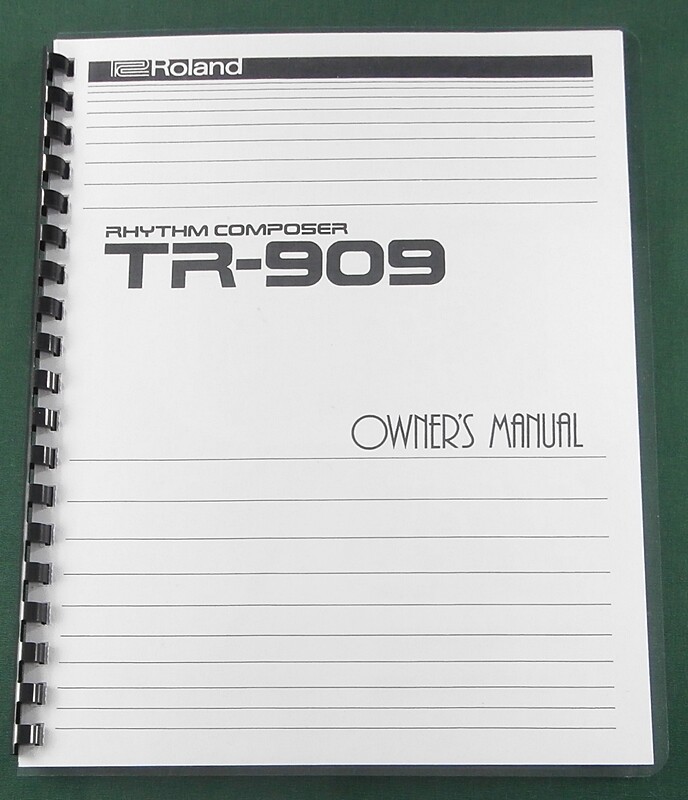 Roland
RHYTHM COMPOSER
TR-909
OWNER'S MANUAL